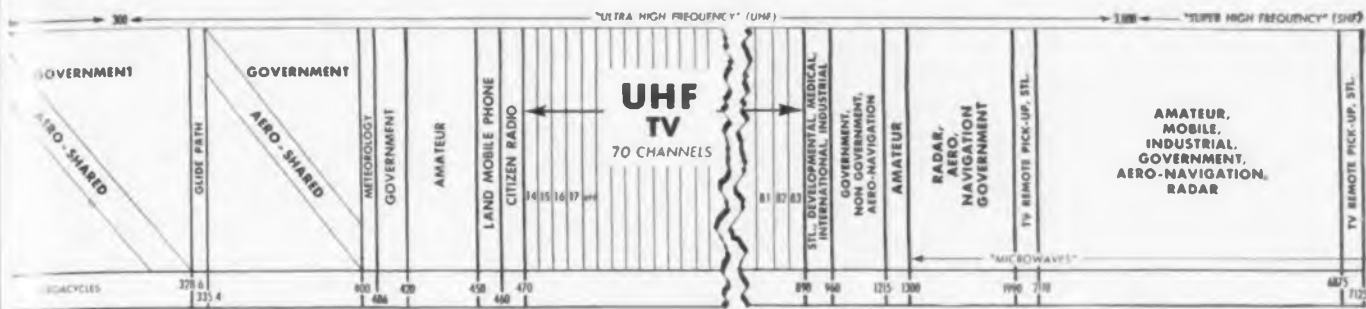 300
"ULTRA HIGH FREQUENCY" (UHF)
3,000
"SUPER HIGH FREQUENCY" (SHF)
GOVERNMENT
AERO-SHARED
GLIDE PATH
GOVERNMENT
AERO-SHARED
METEOROLOGY
GOVERNMENT
AMATEUR
LAND MOBILE PHONE
CITIZEN RADIO
14 15 16 17
UHF
TV
70 CHANNELS
81 82 83
STL., DEVELOPMENTAL, MEDICAL,
INTERNATIONAL, INDUSTRIAL
GOVERNMENT,
NON GOVERNMENT,
AERO-NAVIGATION
AMATEUR
RADAR,
AERO,
NAVIGATION
GOVERNMENT
TV REMOTE PICK-UP, STL.
AMATEUR,
MOBILE,
INDUSTRIAL,
GOVERNMENT,
AERO-NAVIGATION,
RADAR
TV REMOTE PICK-UP, STL.
"MICROWAVES"
328.6
335.4
400
406
420
450
460
470
890
960
1215
1300
1990
6875
7125